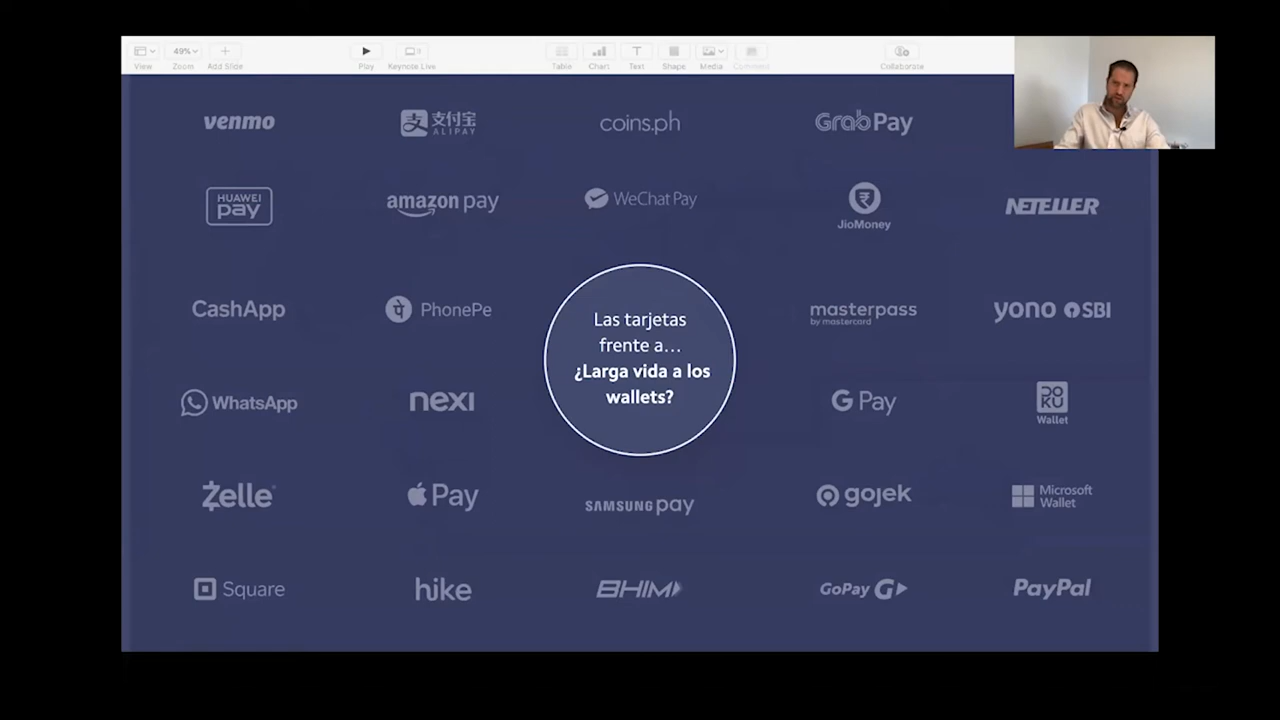 49%
View
Zoom
Add Slide
Play
Keynote Live
Table
Chart
Text
Shape
Media
Comment
Collaborate
venmo
支付宝
ALIPAY
coins.ph
GrabPay
HUAWEI
pay
amazon pay
WeChat Pay
JioMoney
NETELLER
CashApp
PhonePe
Las tarjetas
frente a...
¿Larga vida a los
wallets?
masterpass
by mastercard
yono SBI
WhatsApp
nexi
G Pay
DOKU
Wallet
Zelle
Pay
SAMSUNG pay
gojek
Microsoft
Wallet
Square
hike
BHIM
GoPay G
PayPal